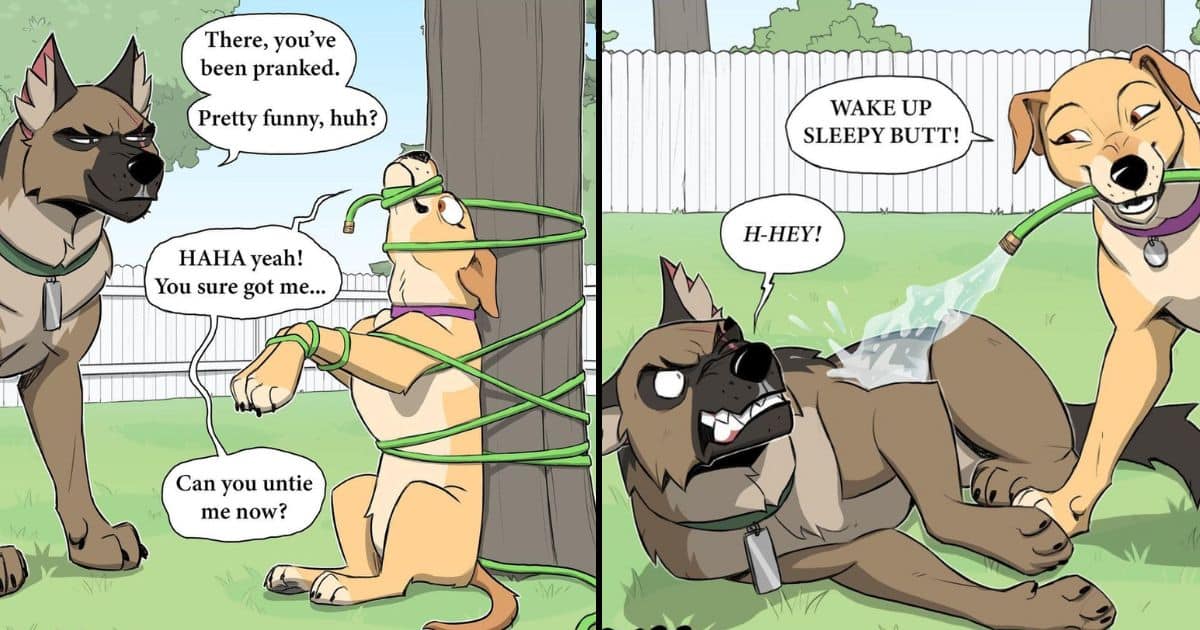 There, you've
been pranked.
Pretty funny, huh?
HAHA yeah!
You sure got me...
Can you untie
me now?
WAKE UP
SLEEPY BUTT!
H-HEY!